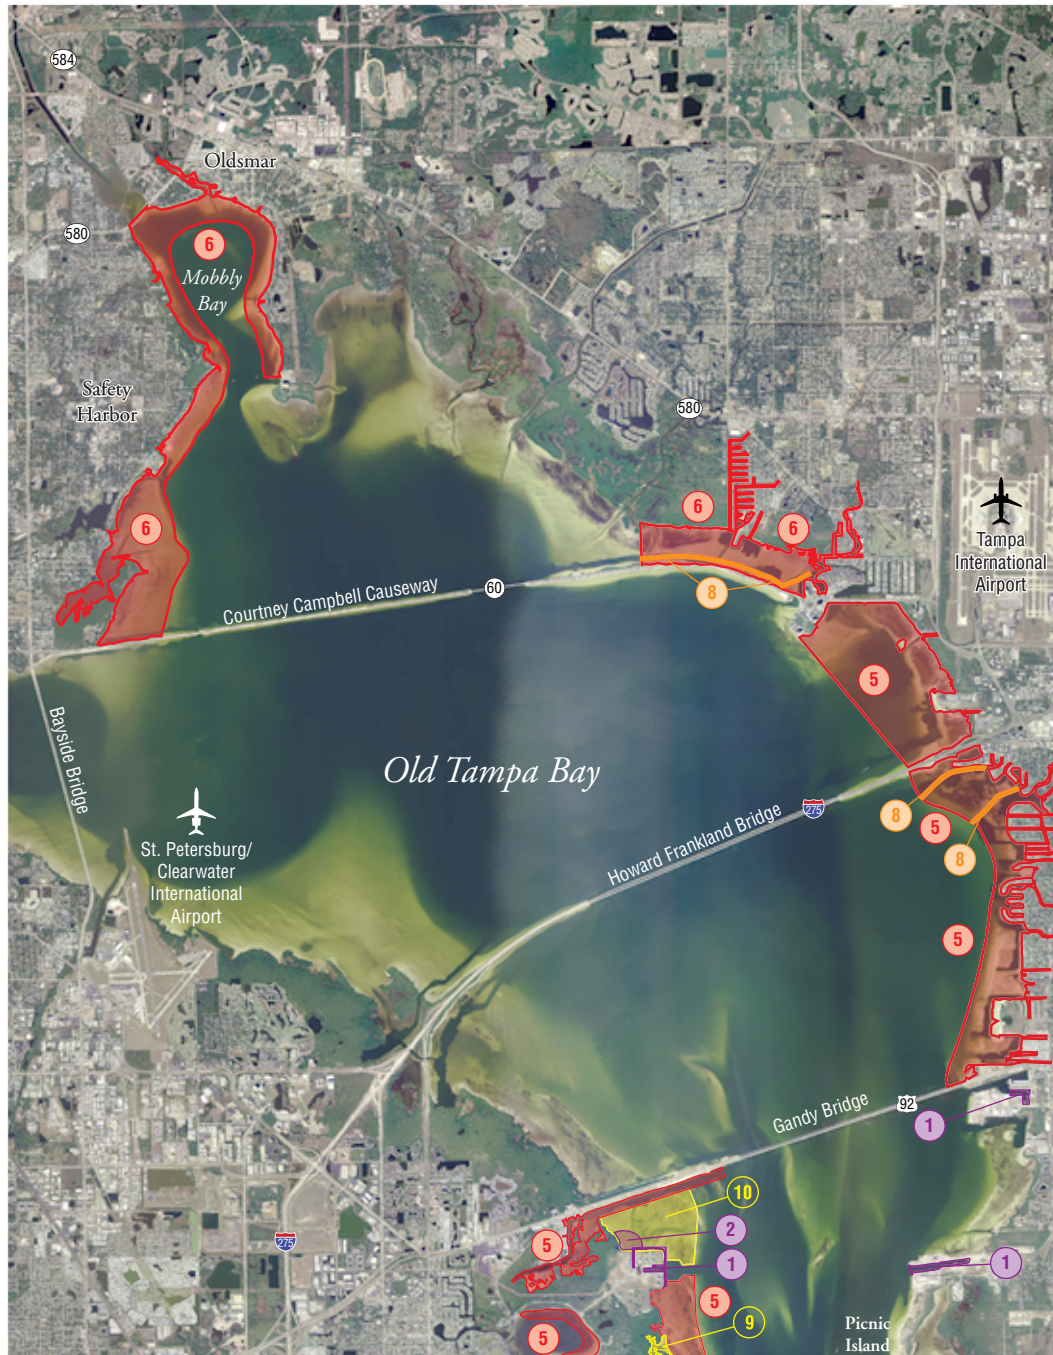 584
Oldsmar
580
6
Mobbly
Bay
Safety
Harbor
580
6
6
6
Tampa
International
Airport
Courtney Campbell Causeway
60
8
5
Bayside Bridge
Old Tampa Bay
St. Petersburg/
Clearwater
International
Airport
Howard Frankland Bridge
275
8
5
8
5
Gandy Bridge
92
1
10
2
5
275
1
1
5
9
5
Picnic
Island